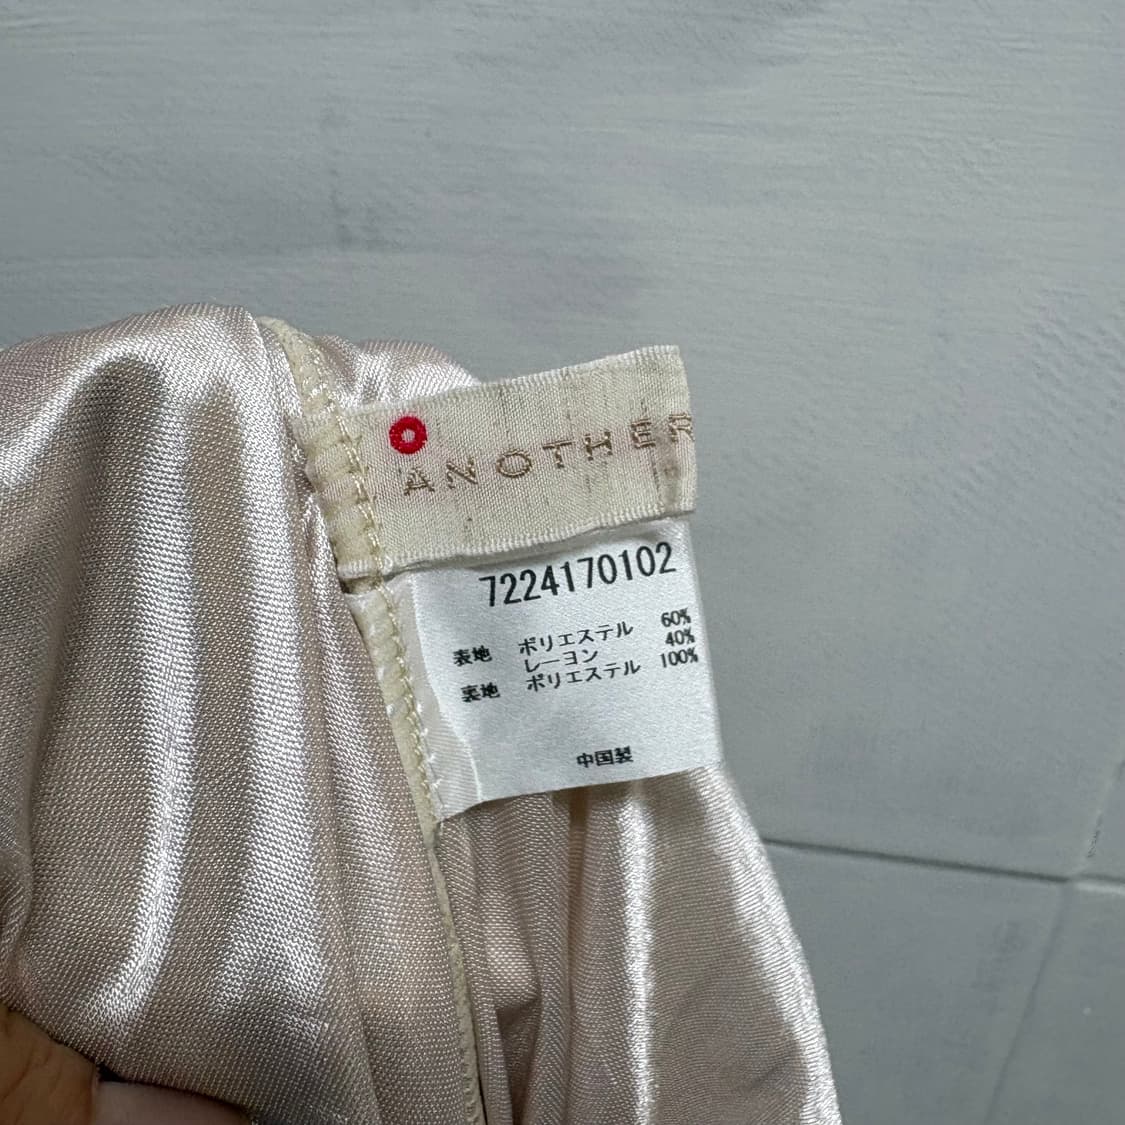 ANOTHER
7224170102
表地 ポリエステル 60%
レーヨン 40%
裏地 ポリエステル 100%
中国製